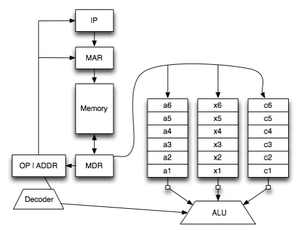 IP
MAR
Memory
OP | ADDR
MDR
Decoder
a6
a5
a4
a3
a2
a1
x6
x5
x4
x3
x2
x1
c6
c5
c4
c3
c2
c1
ALU